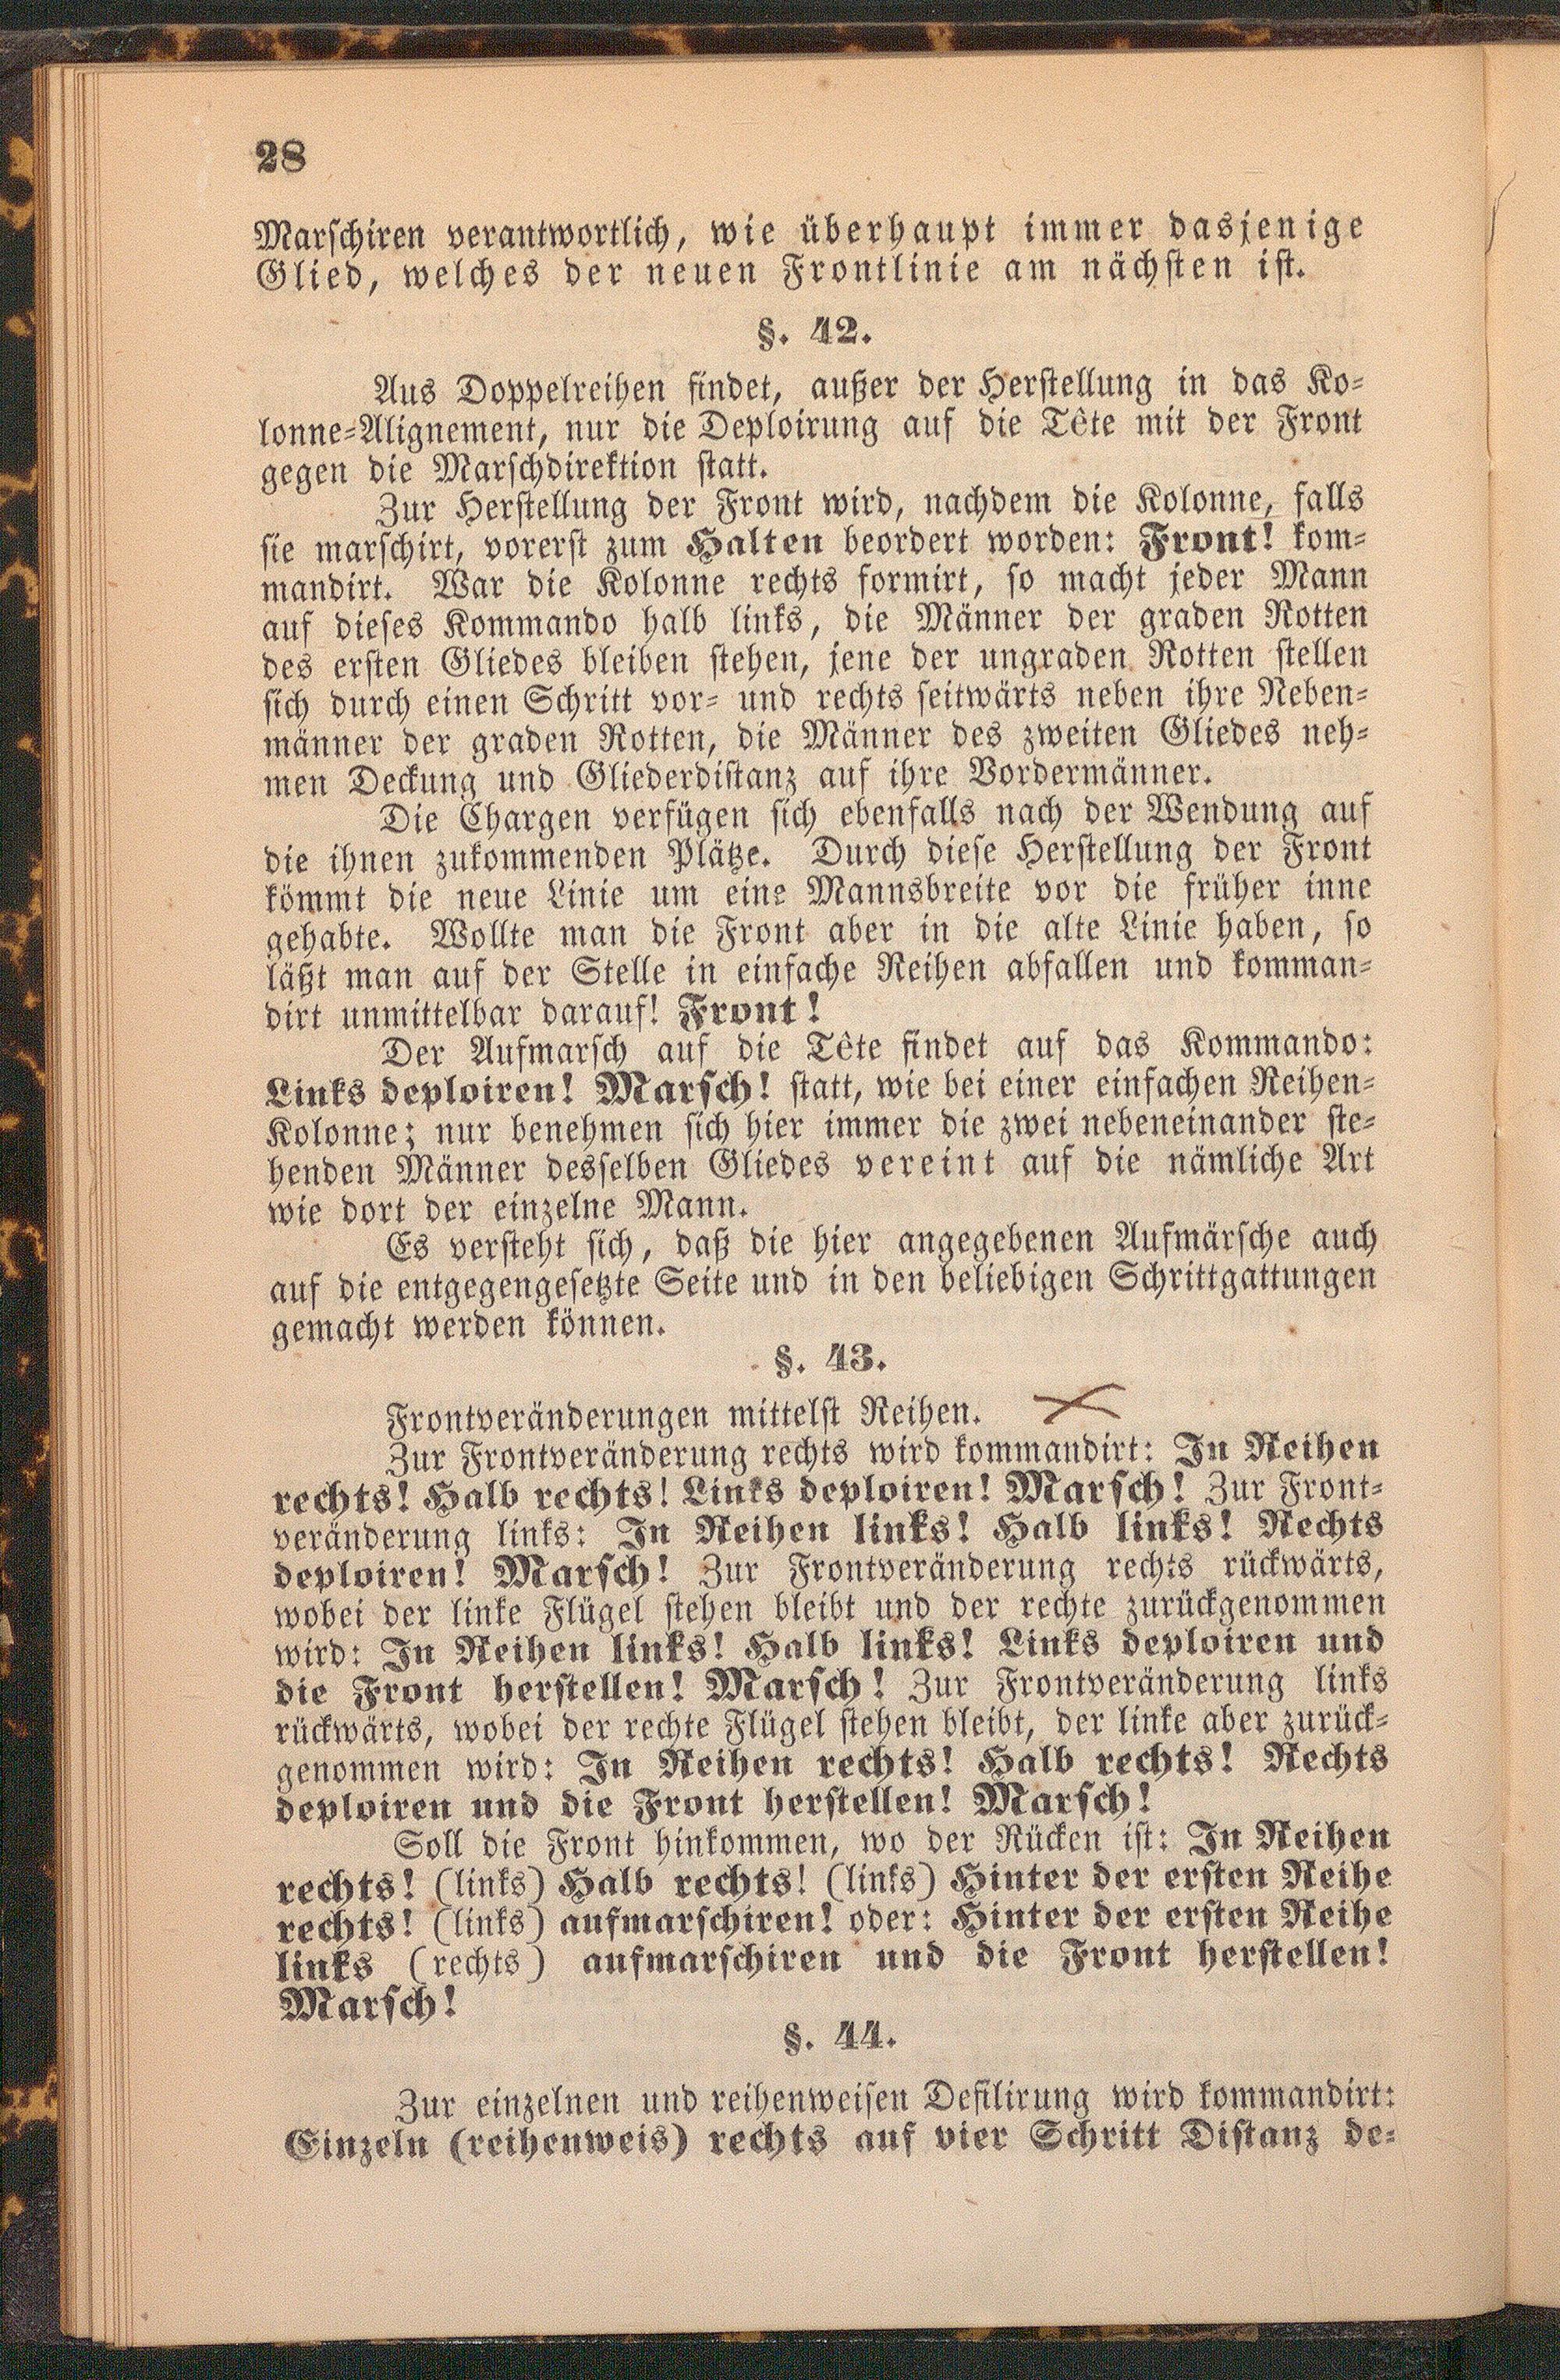 28
Marschiren verantwortlich, wie überhaupt immer dasjenige
Glied, welches der neuen Frontlinie am nächsten ist.
§. 42.
Aus Doppelreihen findet, außer der Herstellung in das Ko-
lonne-Alignement, nur die Deploirung auf die Tête mit der Front
gegen die Marschdirektion statt.
Zur Herstellung der Front wird, nachdem die Kolonne, falls
sie marschirt, vorerst zum Halten beordert worden: Front! kom-
mandirt. War die Kolonne rechts formirt, so macht jeder Mann
auf dieses Kommando halb links, die Männer der graden Rotten
des ersten Gliedes bleiben stehen, jene der ungraden Rotten stellen
sich durch einen Schritt vor- und rechts seitwärts neben ihre Neben-
männer der graden Rotten, die Männer des zweiten Gliedes neh-
men Deckung und Gliederdistanz auf ihre Vordermänner.
Die Chargen verfügen sich ebenfalls nach der Wendung auf
die ihnen zukommenden Plätze. Durch diese Herstellung der Front
kömmt die neue Linie um eine Mannsbreite vor die früher inne
gehabte. Wollte man die Front aber in die alte Linie haben, so
läßt man auf der Stelle in einfache Reihen abfallen und komman-
dirt unmittelbar darauf! Front!
Der Aufmarsch auf die Tête findet auf das Kommando:
Links deploiren! Marsch! statt, wie bei einer einfachen Reihen-
Kolonne; nur benehmen sich hier immer die zwei nebeneinander ste-
henden Männer desselben Gliedes vereint auf die nämliche Art
wie dort der einzelne Mann.
Es versteht sich, daß die hier angegebenen Aufmärsche auch
auf die entgegengesetzte Seite und in den beliebigen Schrittgattungen
gemacht werden können.
§. 43.
Frontveränderungen mittelst Reihen.
Zur Frontveränderung rechts wird kommandirt: In Reihen
rechts! Halb rechts! Links deploiren! Marsch! Zur Front-
veränderung links: In Reihen links! Halb links! Rechts
deploiren! Marsch! Zur Frontveränderung rechts rückwärts,
wobei der linke Flügel stehen bleibt und der rechte zurückgenommen
wird: In Reihen links! Halb links! Links deploiren und
die Front herstellen! Marsch! Zur Frontveränderung links
rückwärts, wobei der rechte Flügel stehen bleibt, der linke aber zurück-
genommen wird: In Reihen rechts! Halb rechts! Rechts
deploiren und die Front herstellen! Marsch!
Soll die Front hinkommen, wo der Rücken ist: In Reihen
rechts! (links) Halb rechts! (links) Hinter der ersten Reihe
rechts! (links) aufmarschiren! oder: Hinter der ersten Reihe
links (rechts) aufmarschiren und die Front herstellen!
Marsch!
§. 44.
Zur einzelnen und reihenweisen Defilirung wird kommandirt:
Einzeln (reihenweis) rechts auf vier Schritt Distanz de-